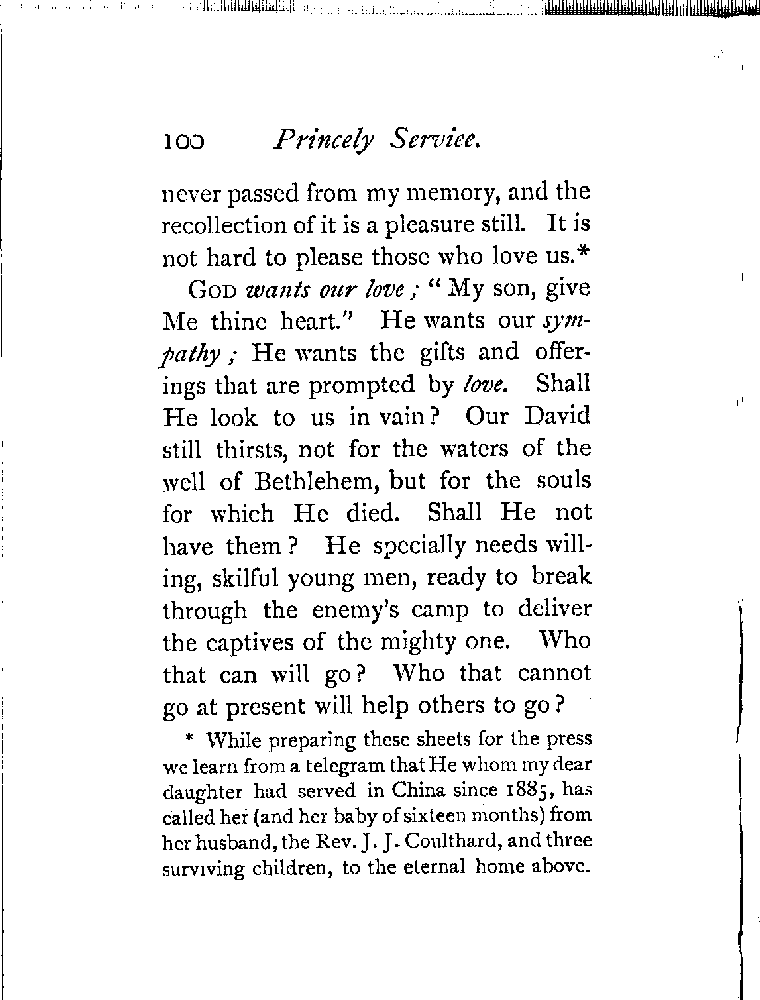 100 Princely Service.
never passed from my memory, and the
recollection of it is a pleasure still. It is
not hard to please those who love us.*
GOD wants our love; “ My son, give
Me thine heart.” He wants our sym-
pathy; He wants the gifts and offer-
ings that are prompted by love. Shall
He look to us in vain? Our David
still thirsts, not for the waters of the
well of Bethlehem, but for the souls
for which He died. Shall He not
have them? He specially needs will-
ing, skilful young men, ready to break
through the enemy's camp to deliver
the captives of the mighty one. Who
that can will go? Who that cannot
go at present will help others to go?
* While preparing these sheets for the press
we learn from a telegram that He whom my dear
daughter had served in China since 1885, has
called her (and her baby of sixteen months) from
her husband, the Rev. J. J. Coulthard, and three
surviving children, to the eternal home above.